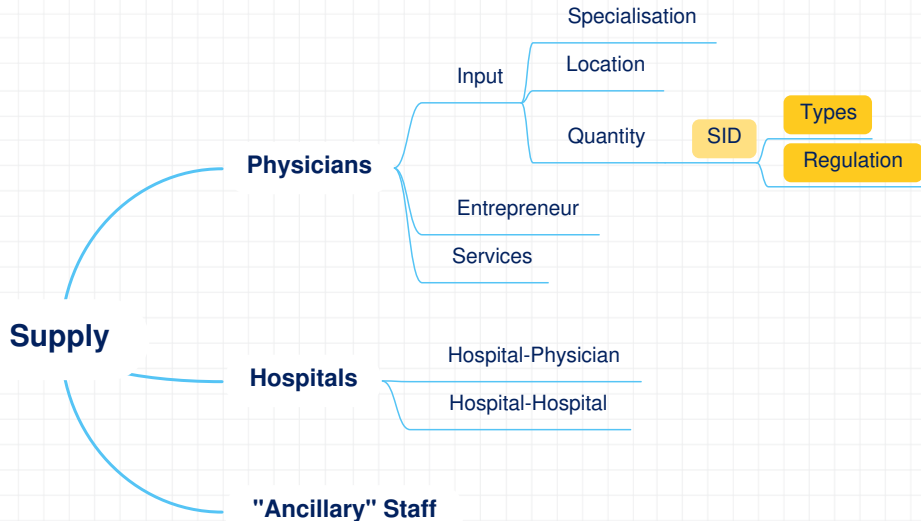 Supply
Physicians
Input
Specialisation
Location
Quantity
SID
Types
Regulation
Entrepreneur
Services
Hospitals
Hospital-Physician
Hospital-Hospital
"Ancillary" Staff